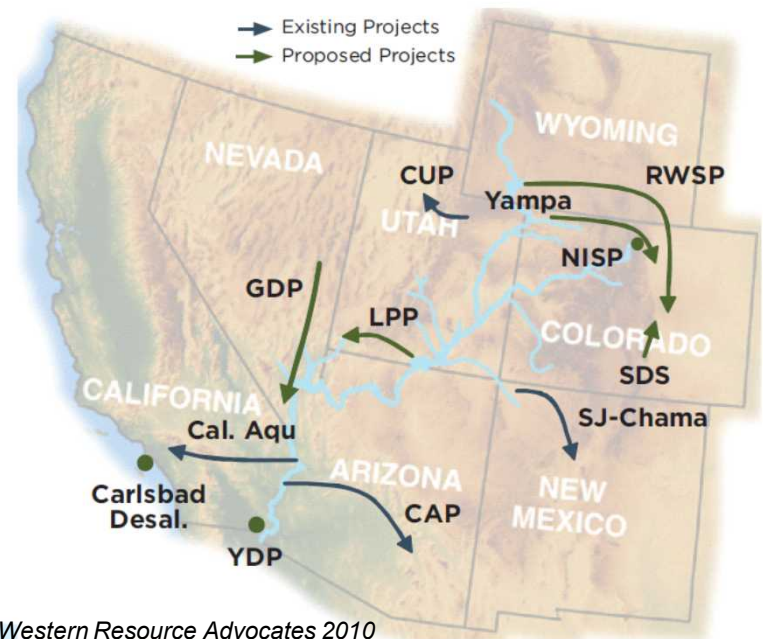 Existing Projects
Proposed Projects
WYOMING
NEVADA
CUP
RWSP
Yampa
UTAH
NISP
GDP
LPP
COLORADO
SDS
CALIFORNIA
SJ-Chama
Cal. Aqu
ARIZONA
Carlsbad
Desal.
NEW
MEXICO
CAP
YDP
Western Resource Advocates 2010